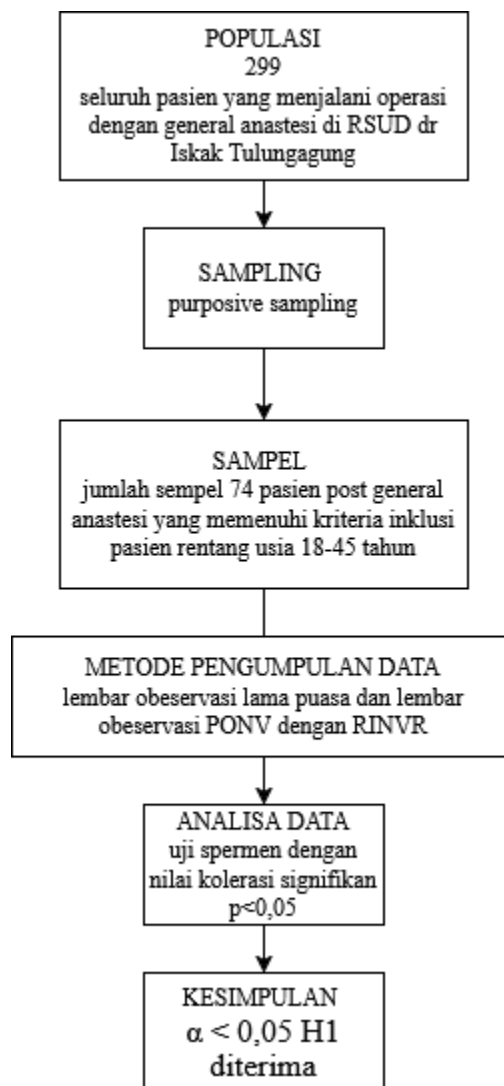 POPULASI
299
seluruh pasien yang menjalani operasi
dengan general anastesi di RSUD dr
Iskak Tulungagung
SAMPLING
purposive sampling
SAMPEL
jumlah sempel 74 pasien post general
anastesi yang memenuhi kriteria inklusi
pasien rentang usia 18-45 tahun
METODE PENGUMPULAN DATA
lembar obeservasi lama puasa dan lembar
obeservasi PONV dengan RINVR
ANALISA DATA
uji spermen dengan
nilai kolerasi signifikan
p<0,05
KESIMPULAN
α < 0,05 H1
diterima